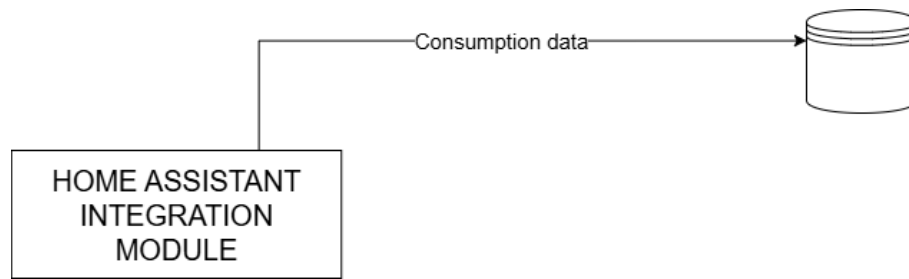 Consumption data
HOME ASSISTANT
INTEGRATION
MODULE